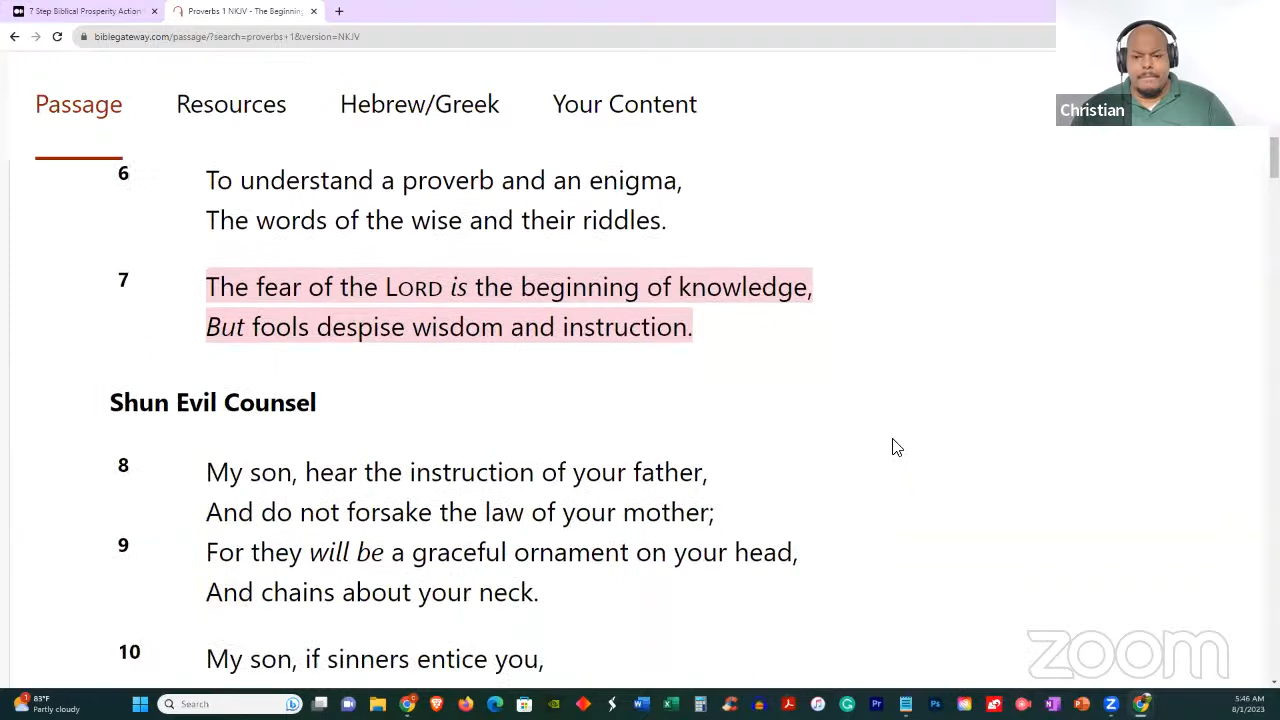 7 Step Biblical Prosperity Action
Proverbs 1 NKJV - The Beginning
biblegateway.com/passage/?search=proverbs+1&version=NKJV
Passage
Resources
Hebrew/Greek
Your Content
Christian
6
To understand a proverb and an enigma,
The words of the wise and their riddles.
7
The fear of the LORD is the beginning of knowledge,
But fools despise wisdom and instruction.
Shun Evil Counsel
8
My son, hear the instruction of your father,
And do not forsake the law of your mother;
9
For they will be a graceful ornament on your head,
And chains about your neck.
10
My son, if sinners entice you,
zoom
83°F
Partly cloudy
Search
5:46 AM
8/1/2023